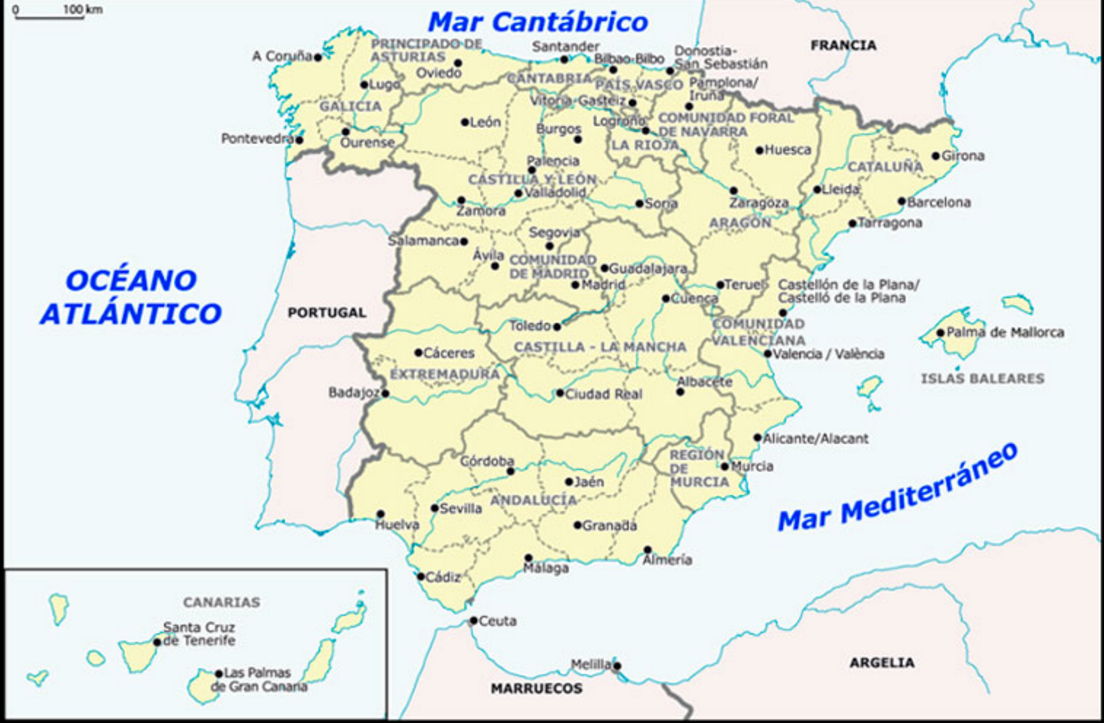 0 100 km
Mar Cantábrico
FRANCIA
PRINCIPADO DE
ASTURIAS
A Coruña
Oviedo
Santander
Bilbao-Bilbo
Donostia-
San Sebastián
CANTABRIA
PAÍS VASCO
Pamplona/
Iruña
Lugo
GALICIA
Vitoria-Gasteiz
León
Burgos
Logroño
COMUNIDAD FORAL
DE NAVARRA
Pontevedra
Ourense
LA RIOJA
Huesca
Girona
CATALUÑA
Palencia
CASTILLA Y LEÓN
Valladolid
Lleida
Zamora
Soria
Zaragoza
Barcelona
ARAGÓN
Tarragona
Salamanca
Segovia
Ávila
COMUNIDAD
DE MADRID
Guadalajara
Madrid
Teruel
Castellón de la Plana/
Castelló de la Plana
Cuenca
OCÉANO
ATLÁNTICO
PORTUGAL
Toledo
COMUNIDAD
VALENCIANA
Palma de Mallorca
CASTILLA - LA MANCHA
Cáceres
Valencia / València
EXTREMADURA
ISLAS BALEARES
Badajoz
Ciudad Real
Albacete
Alicante/Alacant
REGIÓN
DE
MURCIA
Murcia
Córdoba
Jaén
ANDALUCÍA
Mar Mediterráneo
Sevilla
Huelva
Granada
Almería
Málaga
Cádiz
CANARIAS
Santa Cruz
de Tenerife
Las Palmas
de Gran Canaria
Ceuta
Melilla
MARRUECOS
ARGELIA